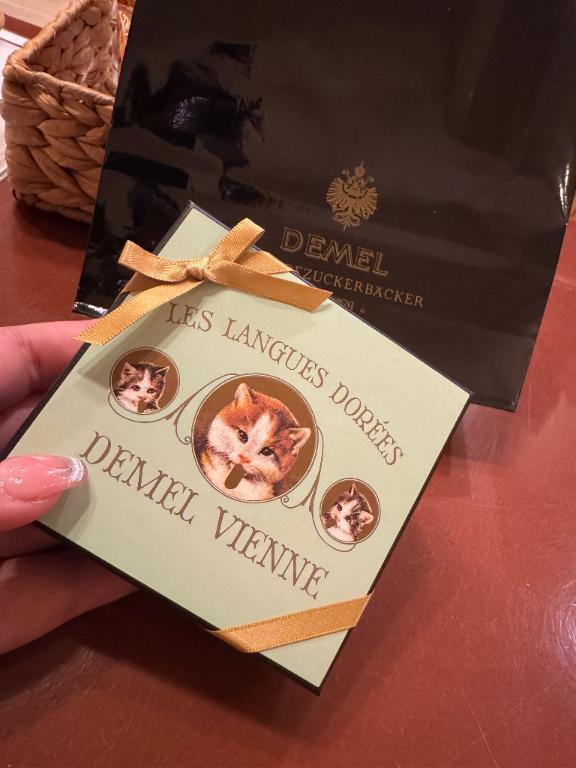 DEMEL
ZUCKERBÄCKER
LES LANGUES DORÉES
DEMEL VIENNE